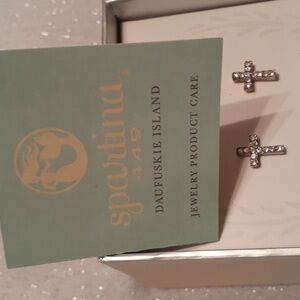 spartina
449
DAUFUSKIE ISLAND
JEWELRY PRODUCT CARE